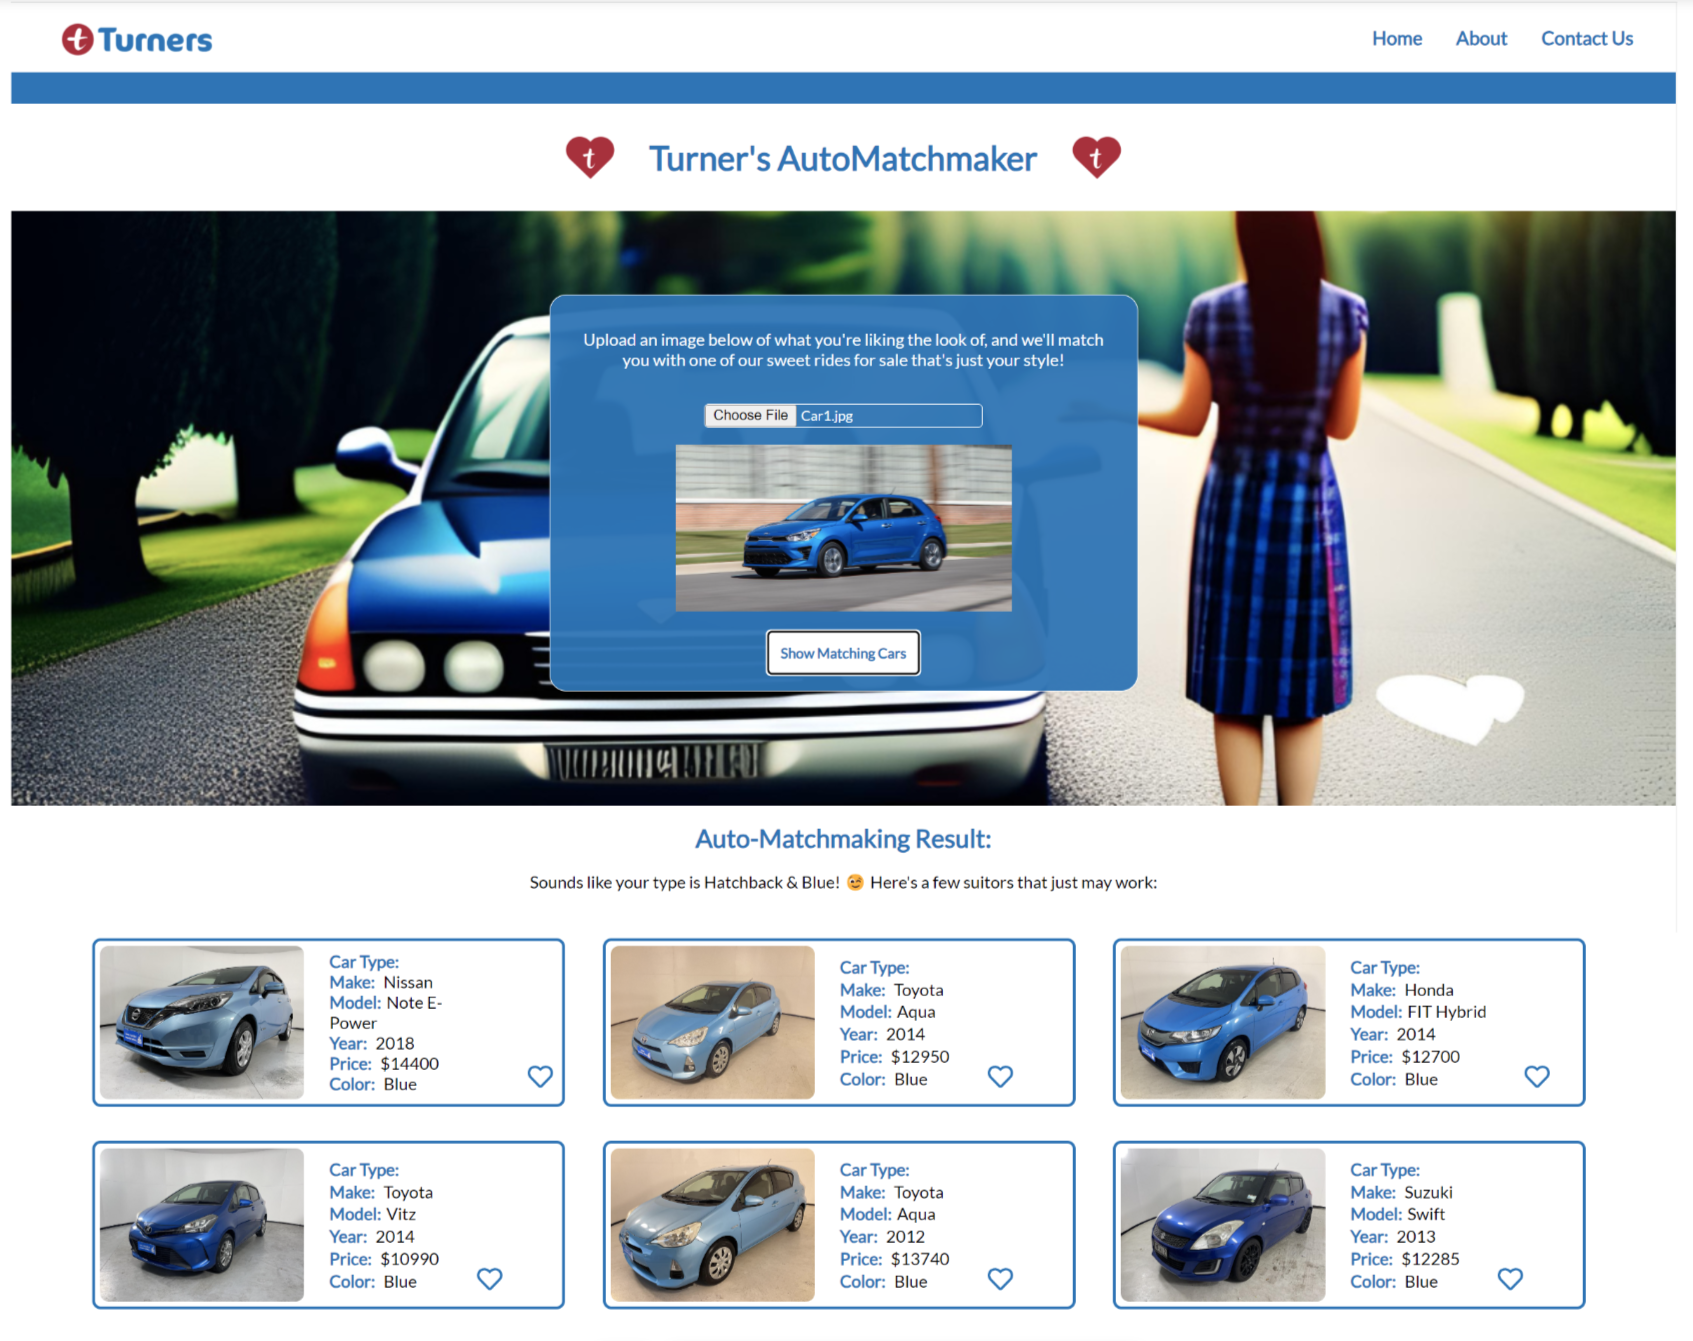 Turners
Home About Contact Us
t Turner's AutoMatchmaker t
Upload an image below of what you're liking the look of, and we'll match
you with one of our sweet rides for sale that's just your style!
Choose File Car1.jpg
Show Matching Cars
Auto-Matchmaking Result:
Sounds like your type is Hatchback & Blue! 😊 Here's a few suitors that just may work:
Car Type:
Make: Nissan
Model: Note E-
Power
Year: 2018
Price: $14400
Color: Blue
Car Type:
Make: Toyota
Model: Aqua
Year: 2014
Price: $12950
Color: Blue
Car Type:
Make: Honda
Model: FIT Hybrid
Year: 2014
Price: $12700
Color: Blue
Car Type:
Make: Toyota
Model: Vitz
Year: 2014
Price: $10990
Color: Blue
Car Type:
Make: Toyota
Model: Aqua
Year: 2012
Price: $13740
Color: Blue
Car Type:
Make: Suzuki
Model: Swift
Year: 2013
Price: $12285
Color: Blue